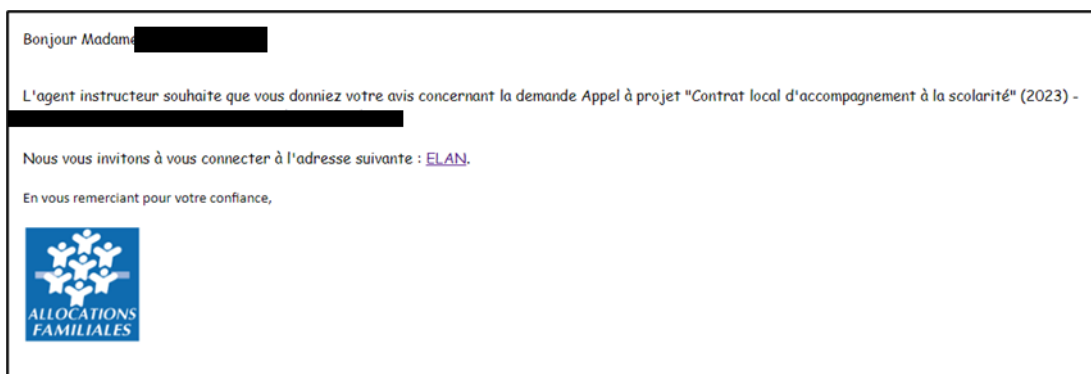 Bonjour Madame
L'agent instructeur souhaite que vous donniez votre avis concernant la demande Appel à projet "Contrat local d'accompagnement à la scolarité" (2023) -
Nous vous invitons à vous connecter à l'adresse suivante : ELAN.
En vous remerciant pour votre confiance,
ALLOCATIONS
FAMILIALES